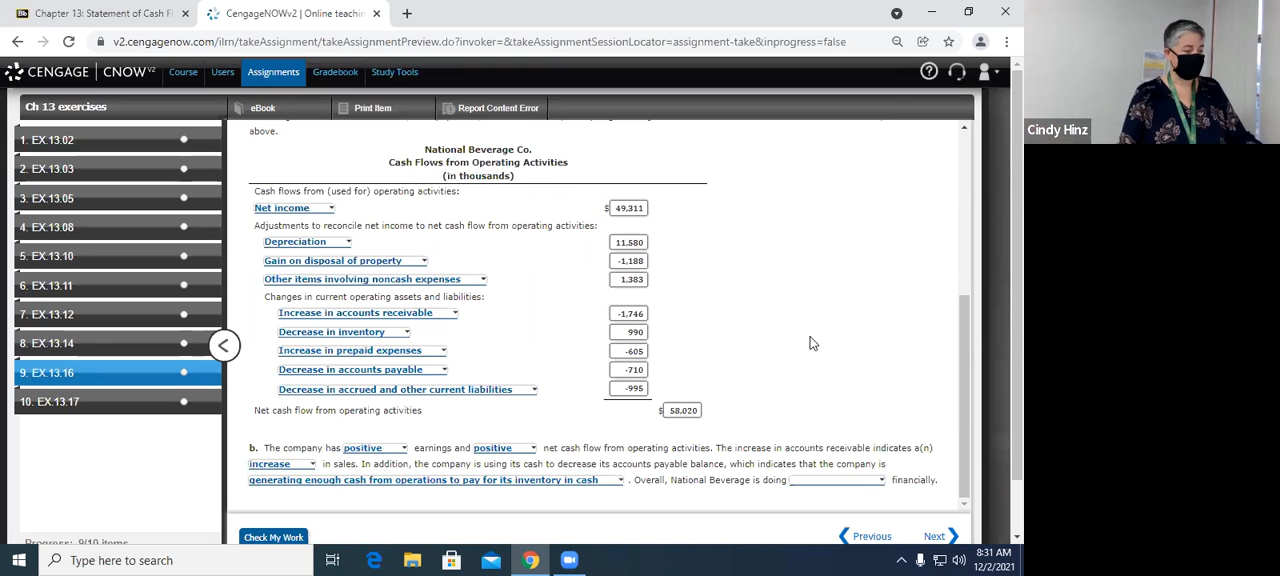 Chapter 13: Statement of Cash F
CengageNOWv2 | Online teachin
v2.cengagenow.com/ilrn/takeAssignment/takeAssignmentPreview.do?invoker=&takeAssignmentSessionLocator=assignment-take&inprogress=false
CENGAGE | CNOWV2 Course Users Assignments Gradebook Study Tools
Ch 13 exercises
eBook Print Item Report Content Error
1. EX.13.02
2. EX.13.03
3. EX.13.05
4. EX.13.08
5. EX.13.10
6. EX.13.11
7. EX.13.12
8. EX.13.14
9. EX.13.16
10. EX.13.17
Progress: 9/10 items
above.
National Beverage Co.
Cash Flows from Operating Activities
(in thousands)
Cash flows from (used for) operating activities:
Net income $ 49,311
Adjustments to reconcile net income to net cash flow from operating activities:
Depreciation 11,580
Gain on disposal of property -1,188
Other items involving noncash expenses 1,383
Changes in current operating assets and liabilities:
Increase in accounts receivable -1,746
Decrease in inventory 990
Increase in prepaid expenses -605
Decrease in accounts payable -710
Decrease in accrued and other current liabilities -995
Net cash flow from operating activities $ 58,020
b. The company has positive earnings and positive net cash flow from operating activities. The increase in accounts receivable indicates a(n)
increase in sales. In addition, the company is using its cash to decrease its accounts payable balance, which indicates that the company is
generating enough cash from operations to pay for its inventory in cash . Overall, National Beverage is doing financially.
Check My Work
Previous Next
Cindy Hinz
Type here to search
8:31 AM
12/2/2021